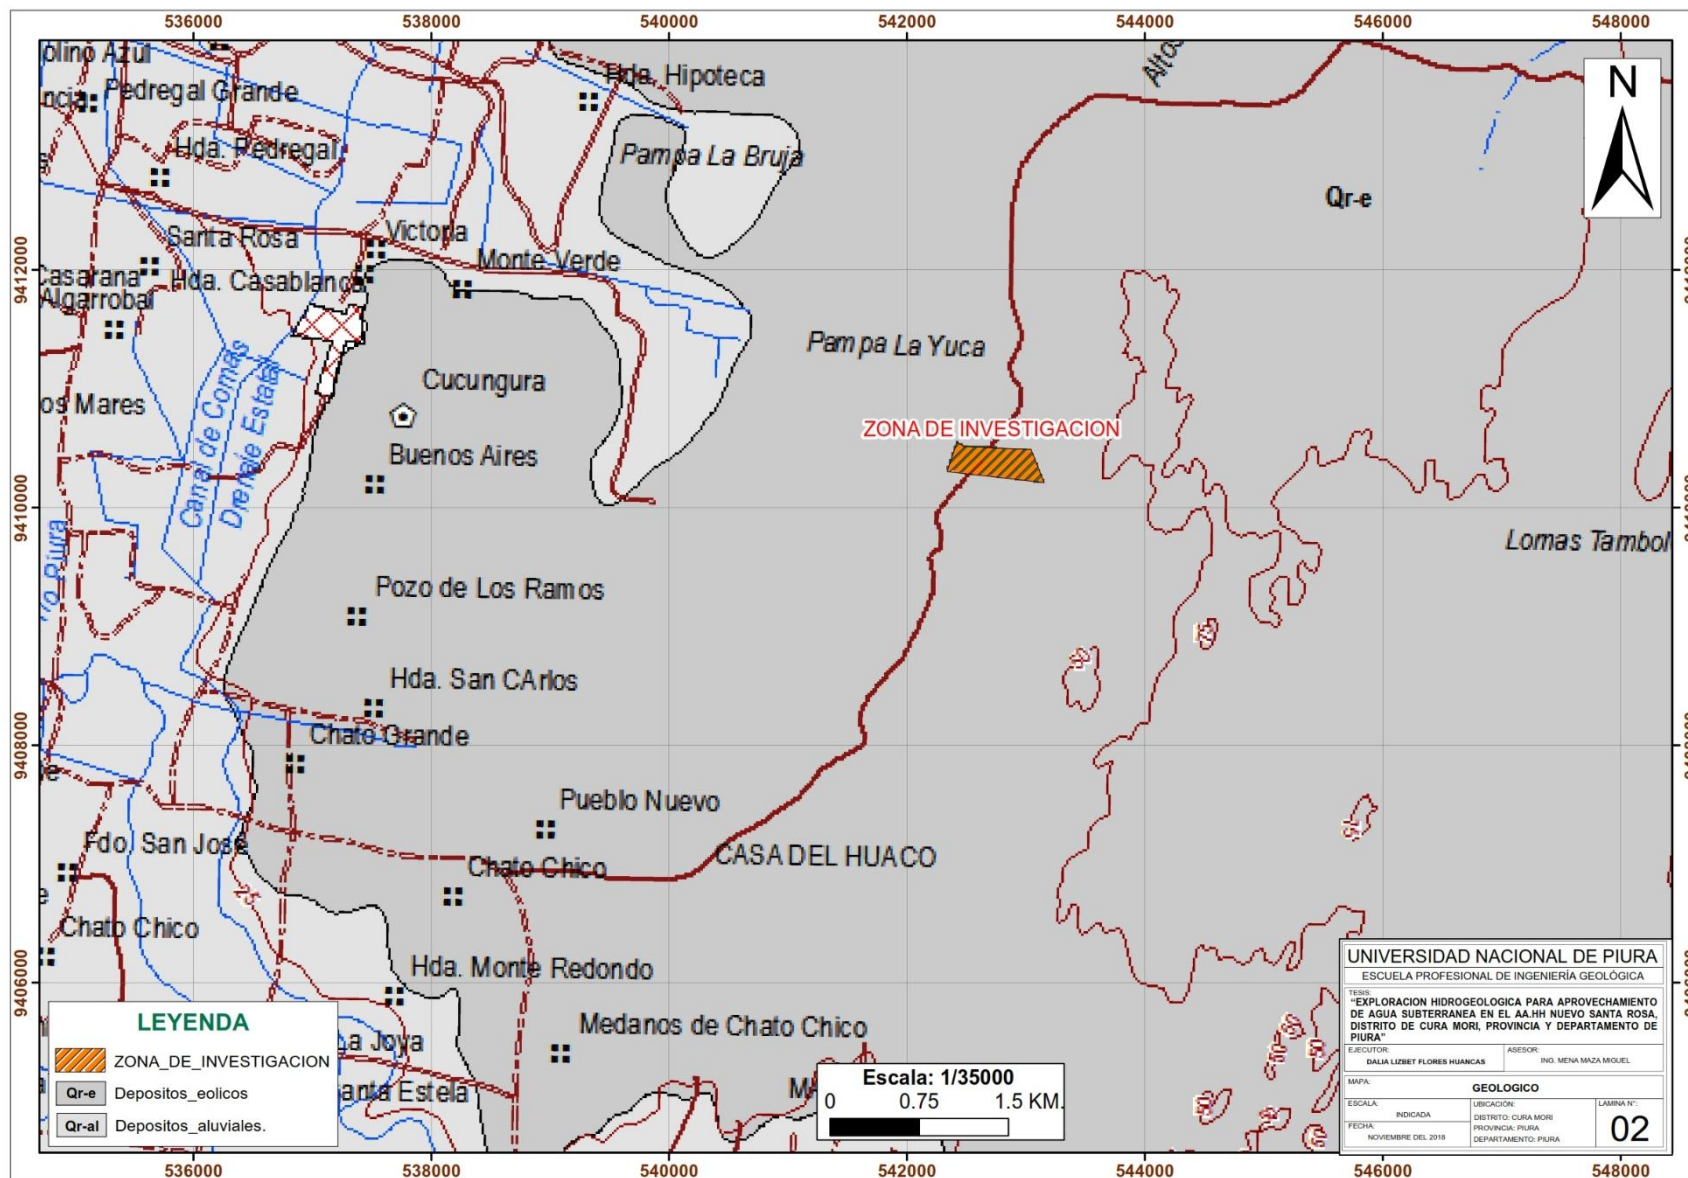 536000
538000
540000
542000
544000
546000
548000
olino Azul
Pedregal Grande
Hda. Hipoteca
Altos
N
Hda. Pedregal
Pampa La Bruja
Qr-e
Santa Rosa
Victoria
Monte Verde
Casarana
Hda. Casablanca
Algarrobal
9412000
Pampa La Yuca
Cucungura
os Mares
Canal de Comas
Drenaje Estatal
ZONA DE INVESTIGACION
Buenos Aires
9410000
Lomas Tambol
Pozo de Los Ramos
Hda. San CArlos
Chato Grande
9408000
Pueblo Nuevo
Fdo. San José
Chato Chico
CASA DEL HUACO
25
Chato Chico
Hda. Monte Redondo
9406000
Medanos de Chato Chico
La Joya
anta Estela
LEYENDA
ZONA_DE_INVESTIGACION
Qr-e Depositos_eolicos
Qr-al Depositos_aluviales.
Escala: 1/35000
0 0.75 1.5 KM.
UNIVERSIDAD NACIONAL DE PIURA
ESCUELA PROFESIONAL DE INGENIERÍA GEOLÓGICA
TESIS:
"EXPLORACION HIDROGEOLOGICA PARA APROVECHAMIENTO
DE AGUA SUBTERRANEA EN EL AA.HH NUEVO SANTA ROSA,
DISTRITO DE CURA MORI, PROVINCIA Y DEPARTAMENTO DE
PIURA"
EJECUTOR:
DALIA LIZBET FLORES HUANCAS
ASESOR:
ING. MENA MAZA MIGUEL
MAPA:
GEOLOGICO
ESCALA:
INDICADA
UBICACIÓN:
DISTRITO: CURA MORI
PROVINCIA: PIURA
DEPARTAMENTO: PIURA
FECHA:
NOVIEMBRE DEL 2018
LAMINA N°:
02
536000
538000
540000
542000
544000
546000
548000